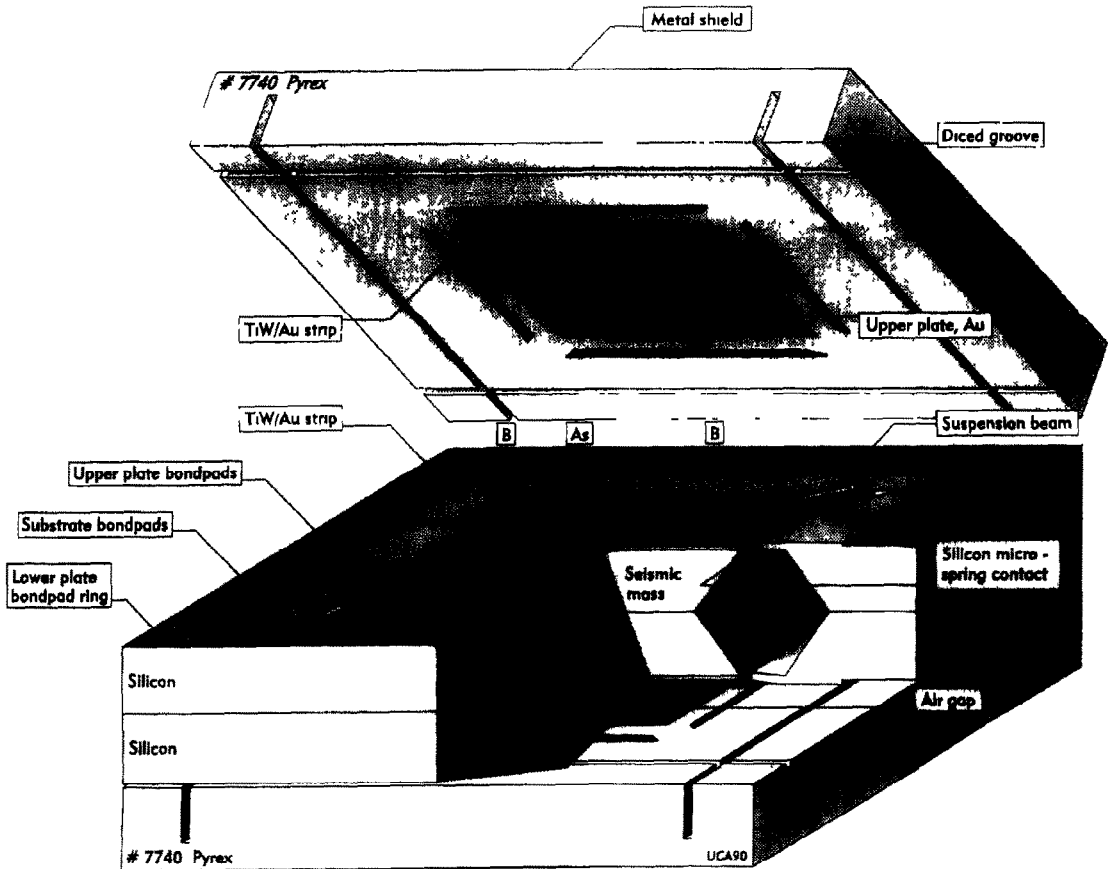 Metal shield
# 7740 Pyrex
Diced groove
TiW/Au strip
Upper plate, Au
TiW/Au strip
B
As
B
Suspension beam
Upper plate bondpads
Substrate bondpads
Lower plate
bondpad ring
Seismic
mass
Silicon micro -
spring contact
Silicon
Silicon
Air gap
# 7740 Pyrex
UGA90